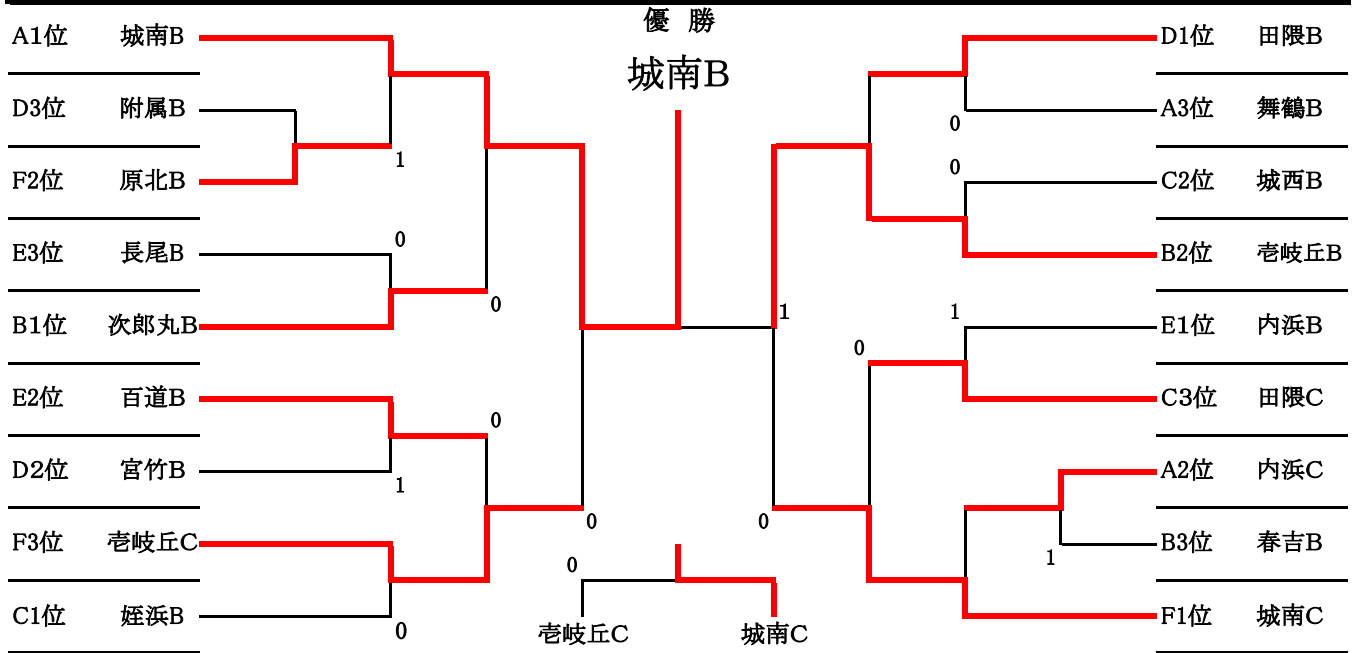 優 勝
城南B
A1位 城南B
D3位 附属B
1
F2位 原北B
0
E3位 長尾B
0
B1位 次郎丸B
E2位 百道B
0
D2位 宮竹B
1
F3位 壱岐丘C
0
C1位 姪浜B
0
D1位 田隈B
A3位 舞鶴B
0
0
C2位 城西B
B2位 壱岐丘B
1
1
E1位 内浜B
0
C3位 田隈C
A2位 内浜C
0
B3位 春吉B
1
F1位 城南C
0
壱岐丘C 城南C